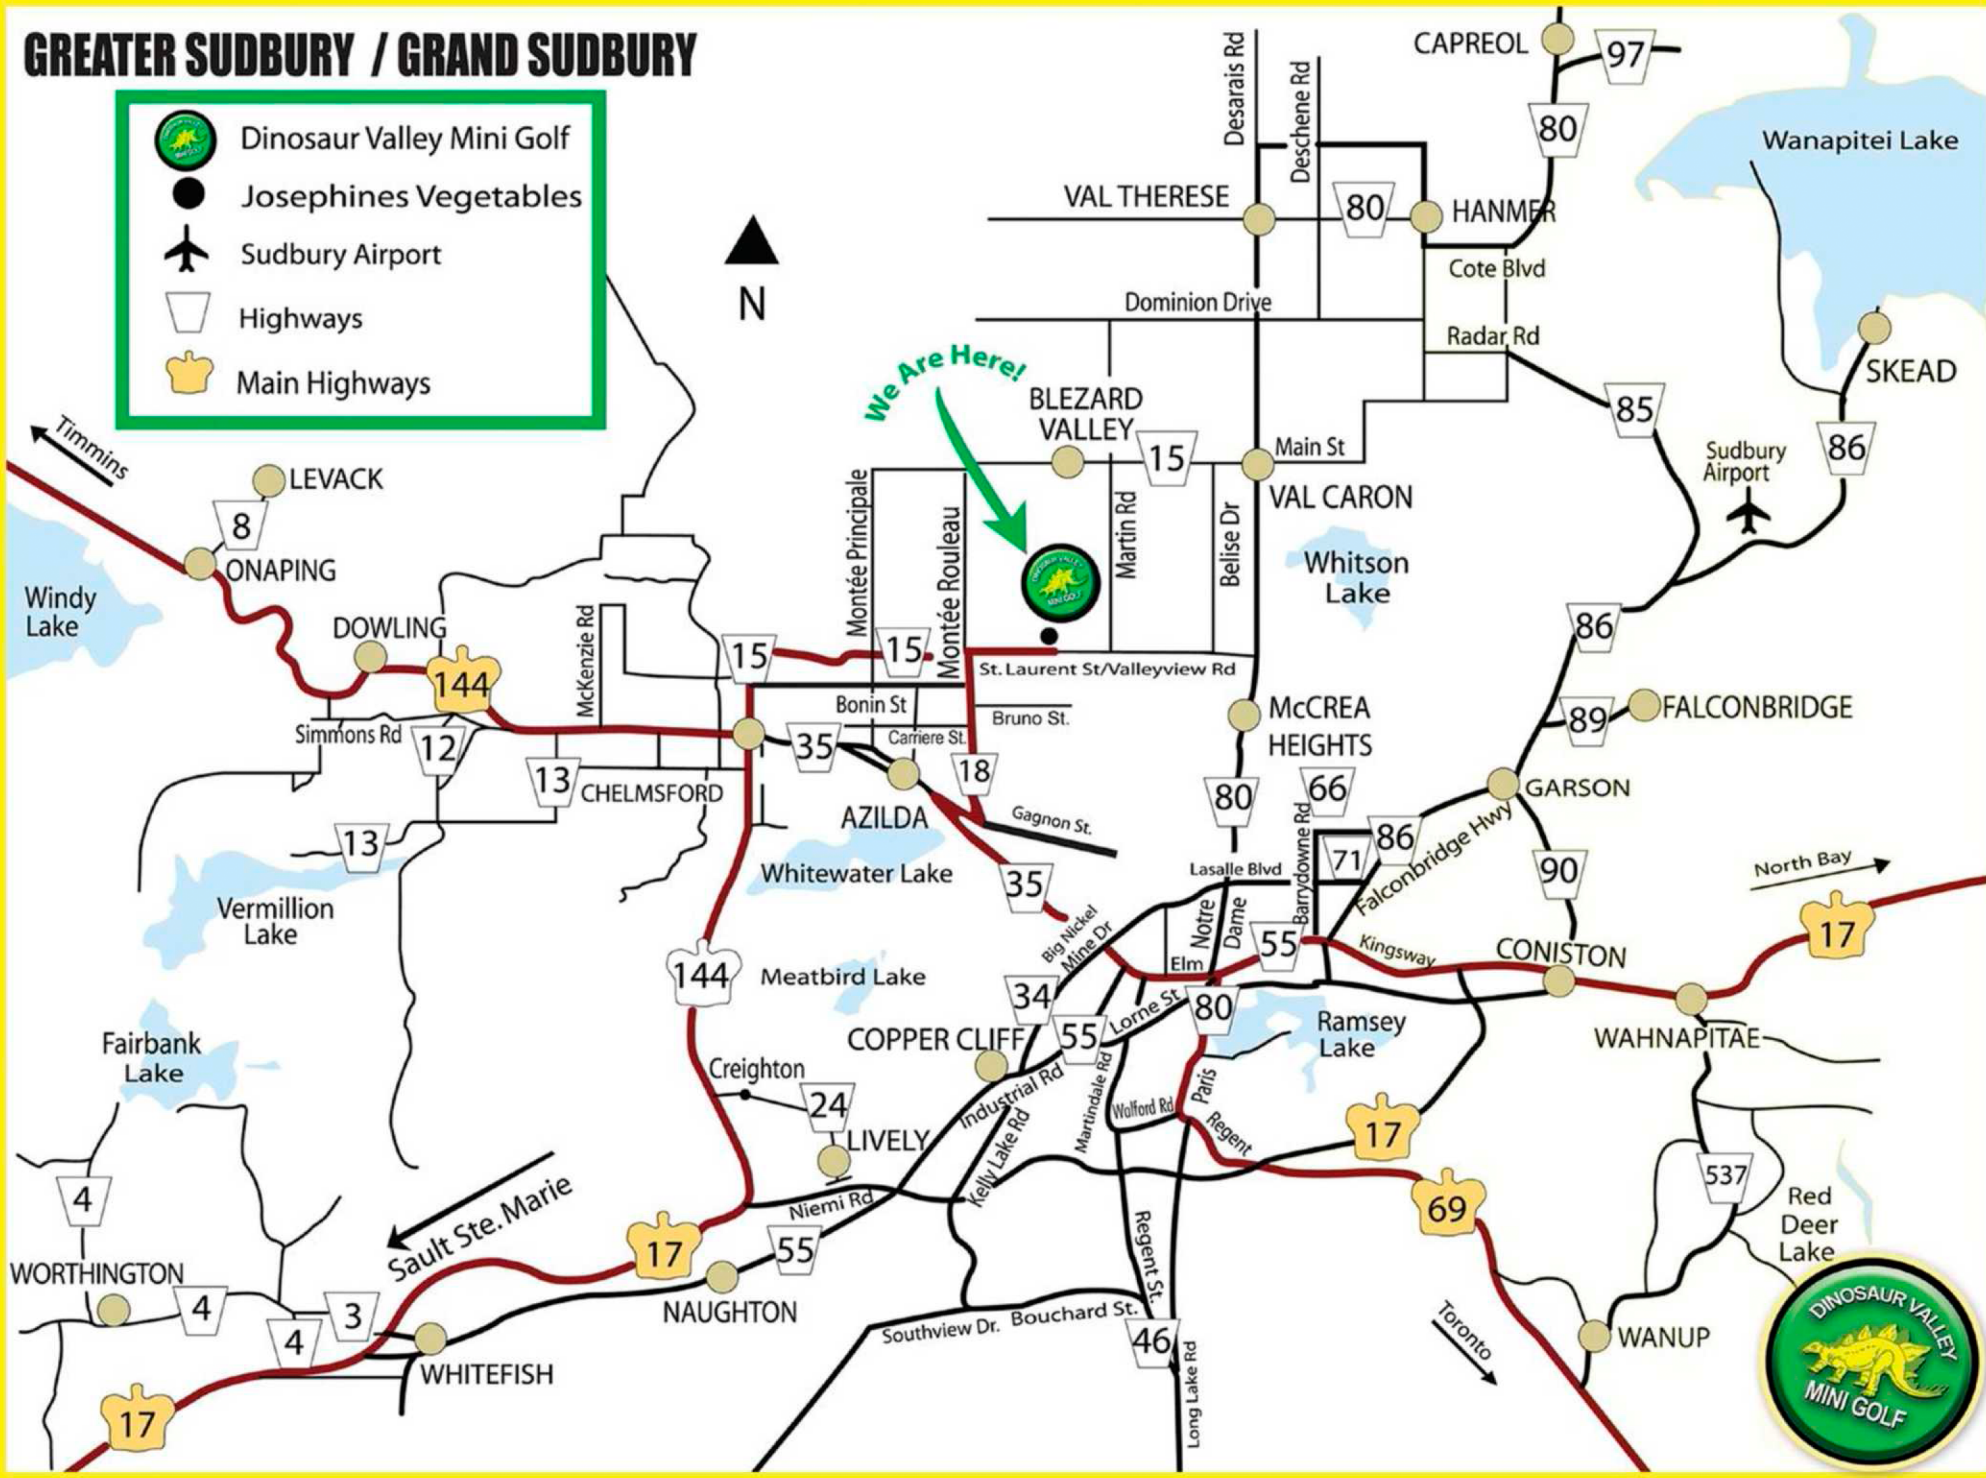 GREATER SUDBURY / GRAND SUDBURY
Dinosaur Valley Mini Golf
Josephines Vegetables
Sudbury Airport
Highways
Main Highways
N
CAPREOL
97
80
Wanapitei Lake
Desarais Rd
Deschene Rd
VAL THERESE
80
HANMER
Cote Blvd
Dominion Drive
Radar Rd
SKEAD
We Are Here!
BLEZARD
VALLEY
15
Main St
VAL CARON
85
Sudbury
Airport
86
Timmins
LEVACK
8
ONAPING
Windy
Lake
DOWLING
144
McKenzie Rd
Montée Principale
Montée Rouleau
Martin Rd
Belise Dr
Whitson
Lake
DINOSAUR VALLEY
MINI GOLF
15
15
St. Laurent St/Valleyview Rd
86
Simmons Rd
12
13
CHELMSFORD
35
Bonin St
Bruno St.
Carriere St.
18
McCREA
HEIGHTS
89
FALCONBRIDGE
AZILDA
Gagnon St.
80
66
GARSON
13
Whitewater Lake
35
Lasalle Blvd
Barrydowne Rd
71
86
Falconbridge Hwy
90
North Bay
17
Vermillion
Lake
144
Meatbird Lake
Big Nickel
Mine Dr
Notre
Dame
Elm
55
Kingsway
CONISTON
34
55
Lorne St
80
Ramsey
Lake
WAHNAPITAE
COPPER CLIFF
Fairbank
Lake
Creighton
24
LIVELY
Industrial Rd
Kelly Lake Rd
Martindale Rd
Walford Rd
Paris
Regent
17
537
Red
Deer
Lake
4
Sault Ste. Marie
Niemi Rd
17
55
NAUGHTON
69
WORTHINGTON
4
3
4
WHITEFISH
17
Southview Dr.
Bouchard St.
Regent St.
46
Long Lake Rd
Toronto
WANUP
DINOSAUR VALLEY
MINI GOLF